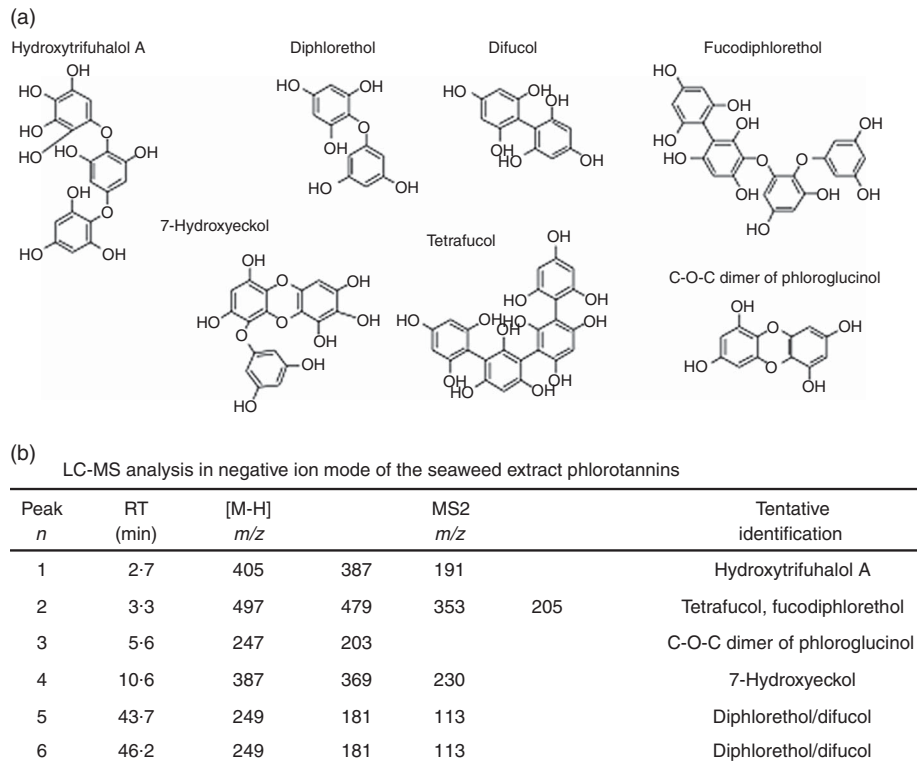 (a)
Hydroxytrifuhalol A
Diphlorethol
Difucol
Fucodiphlorethol
7-Hydroxyeckol
Tetrafucol
C-O-C dimer of phloroglucinol
(b)
LC-MS analysis in negative ion mode of the seaweed extract phlorotannins
Peak RT [M-H] MS2 Tentative
n (min) m/z m/z identification
1 2·7 405 387 191 Hydroxytrifuhalol A
2 3·3 497 479 353 205 Tetrafucol, fucodiphlorethol
3 5·6 247 203 C-O-C dimer of phloroglucinol
4 10·6 387 369 230 7-Hydroxyeckol
5 43·7 249 181 113 Diphlorethol/difucol
6 46·2 249 181 113 Diphlorethol/difucol